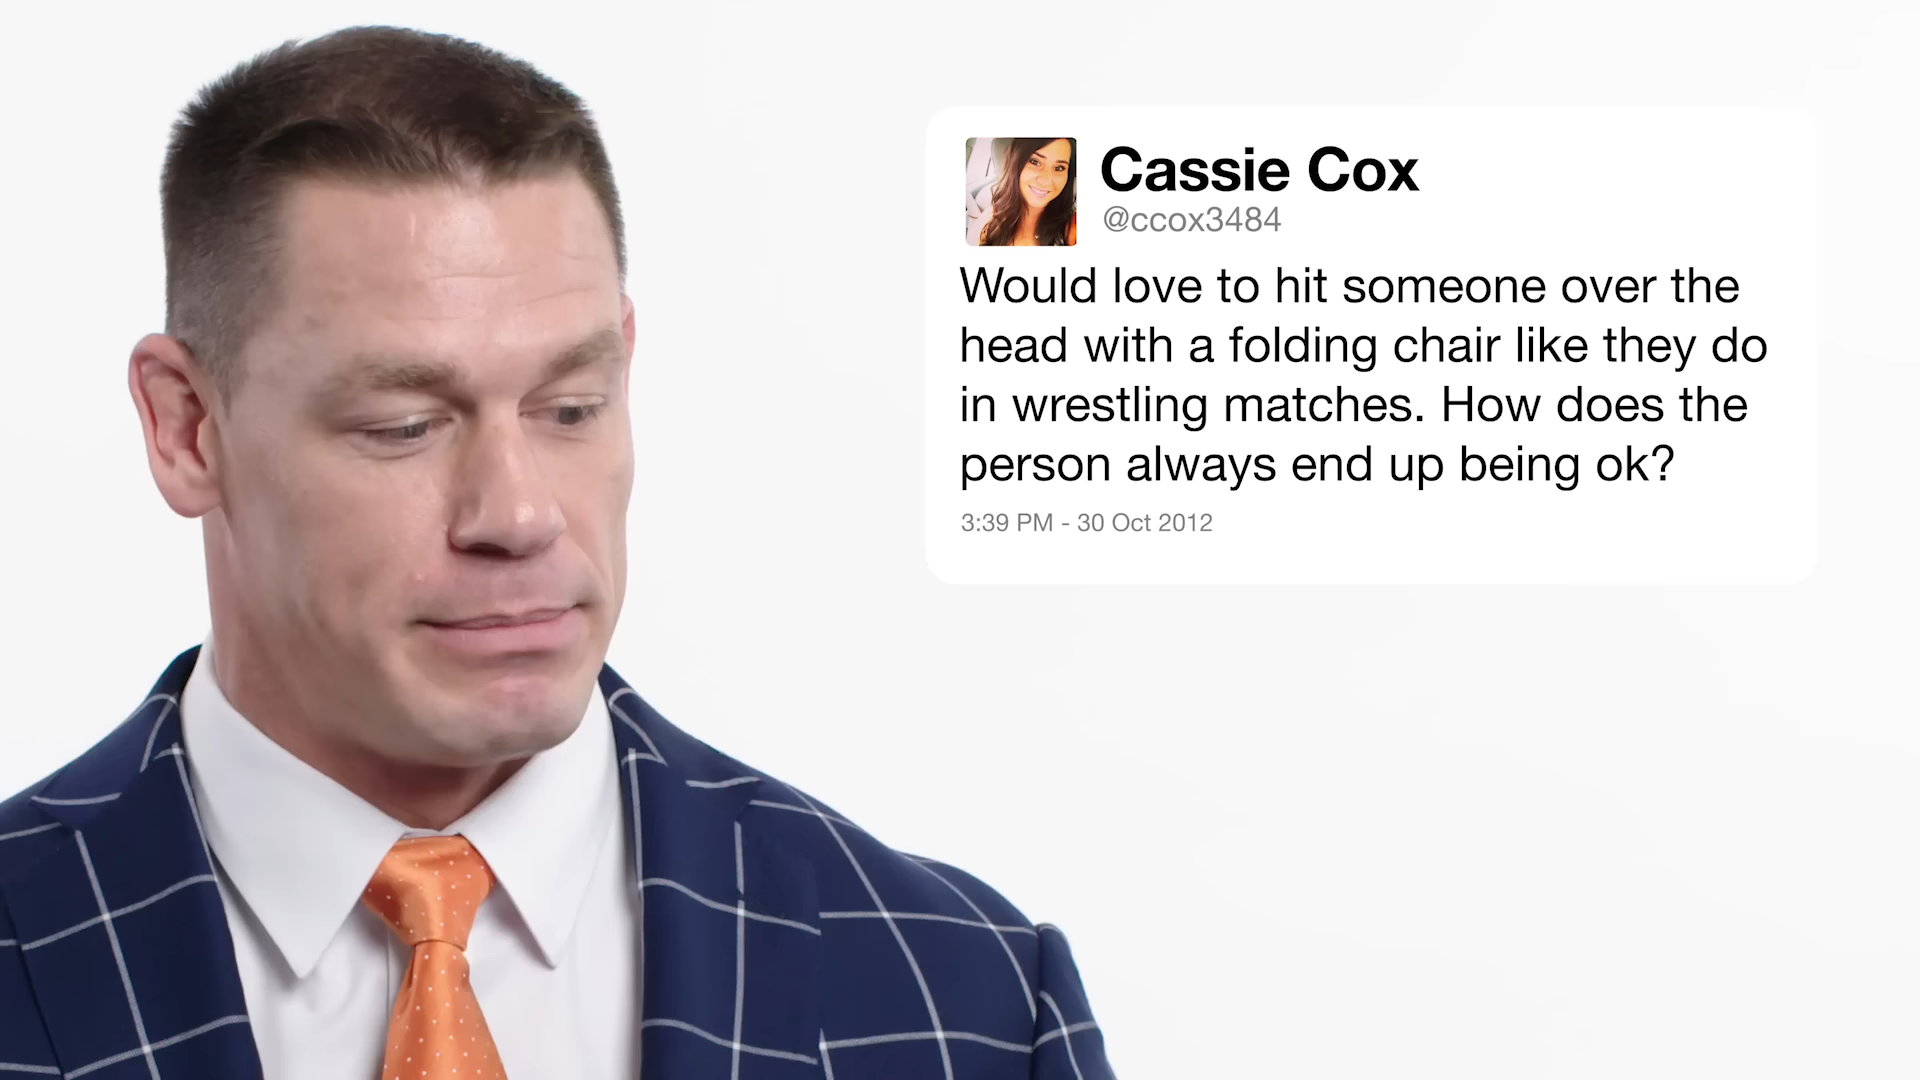 Cassie Cox
@ccox3484
Would love to hit someone over the
head with a folding chair like they do
in wrestling matches. How does the
person always end up being ok?
3:39 PM - 30 Oct 2012